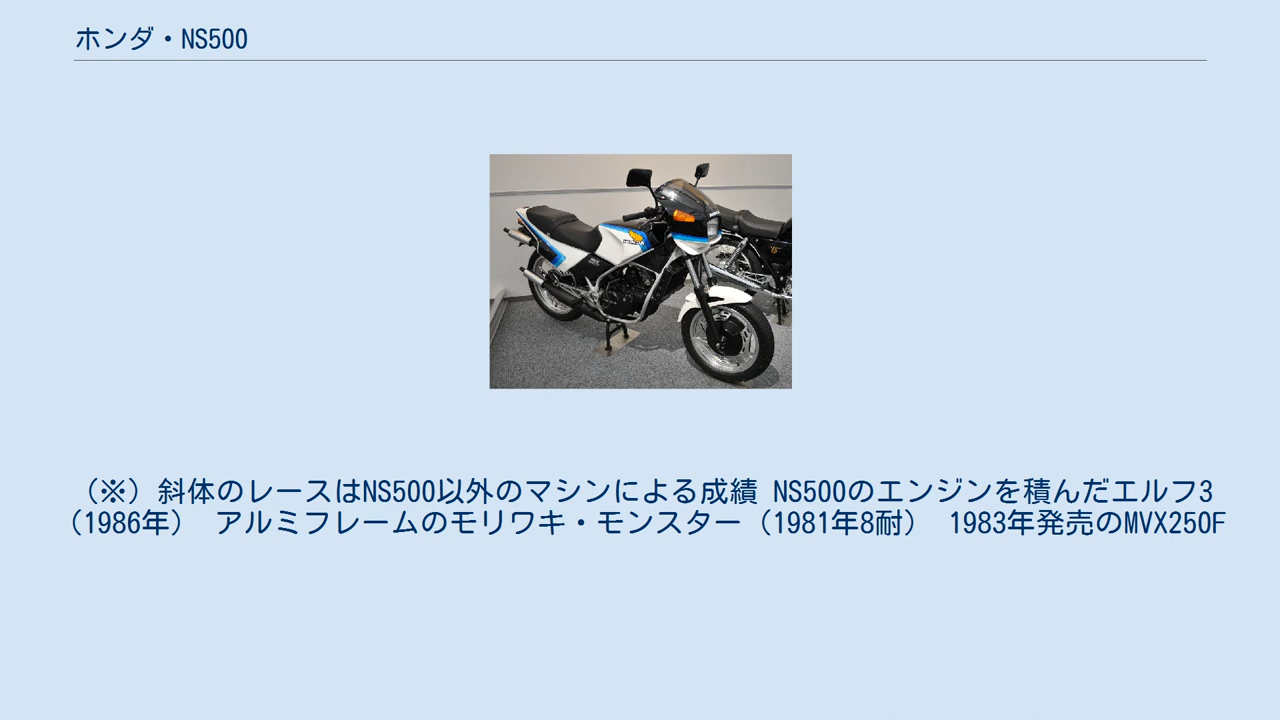 ホンダ・NS500
（※）斜体のレースはNS500以外のマシンによる成績 NS500のエンジンを積んだエルフ3
（1986年） アルミフレームのモリワキ・モンスター（1981年8耐） 1983年発売のMVX250F